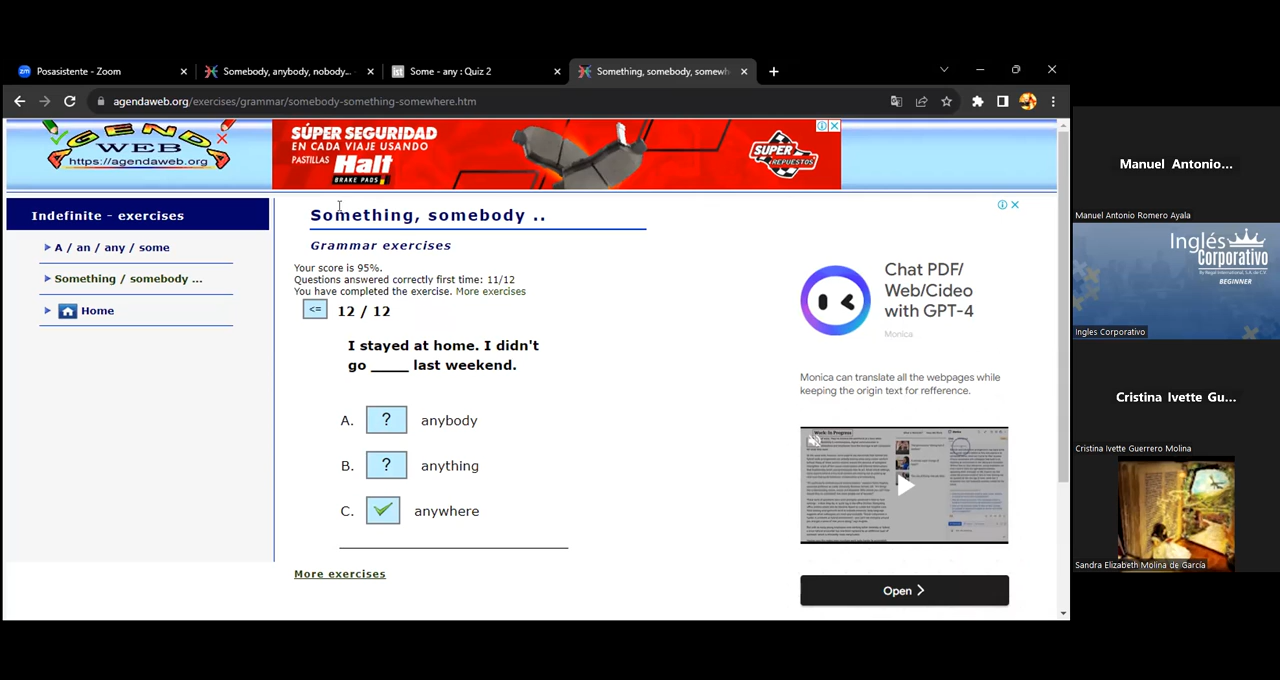 Posasistente - Zoom
Somebody, anybody, nobody...
Some - any : Quiz 2
Something, somebody, somewh
agendaweb.org/exercises/grammar/somebody-something-somewhere.htm
AGENDA
WEB
https://agendaweb.org
SÚPER SEGURIDAD
EN CADA VIAJE USANDO
PASTILLAS Halt
BRAKE PADS
SUPER
REPUESTOS
Indefinite - exercises
A / an / any / some
Something / somebody ...
Home
Something, somebody ..
Grammar exercises
Your score is 95%.
Questions answered correctly first time: 11/12
You have completed the exercise. More exercises
<= 12 / 12
I stayed at home. I didn't
go ____ last weekend.
A. ? anybody
B. ? anything
C. anywhere
More exercises
Chat PDF/
Web/Cideo
with GPT-4
Monica
Monica can translate all the webpages while
keeping the origin text for refference.
Work- In Progress
Open
Manuel Antonio...
Manuel Antonio Romero Ayala
Inglés
Corporativo
BEGINNER
Ingles Corporativo
Cristina Ivette Gu...
Cristina Ivette Guerrero Molina
Sandra Elizabeth Molina de García